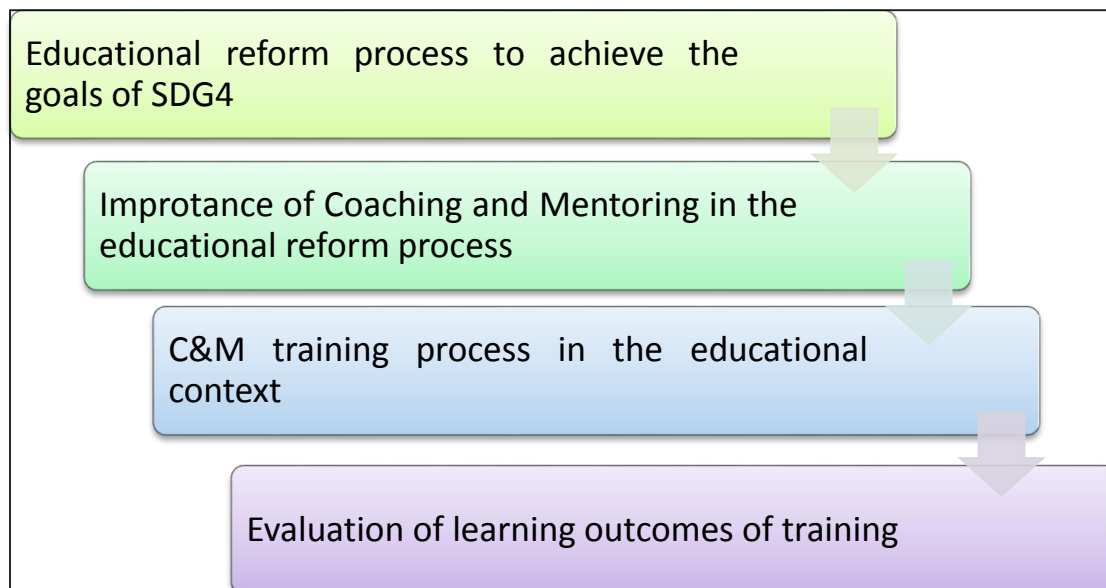 Educational reform process to achieve the
goals of SDG4
Improtance of Coaching and Mentoring in the
educational reform process
C&M training process in the educational
context
Evaluation of learning outcomes of training